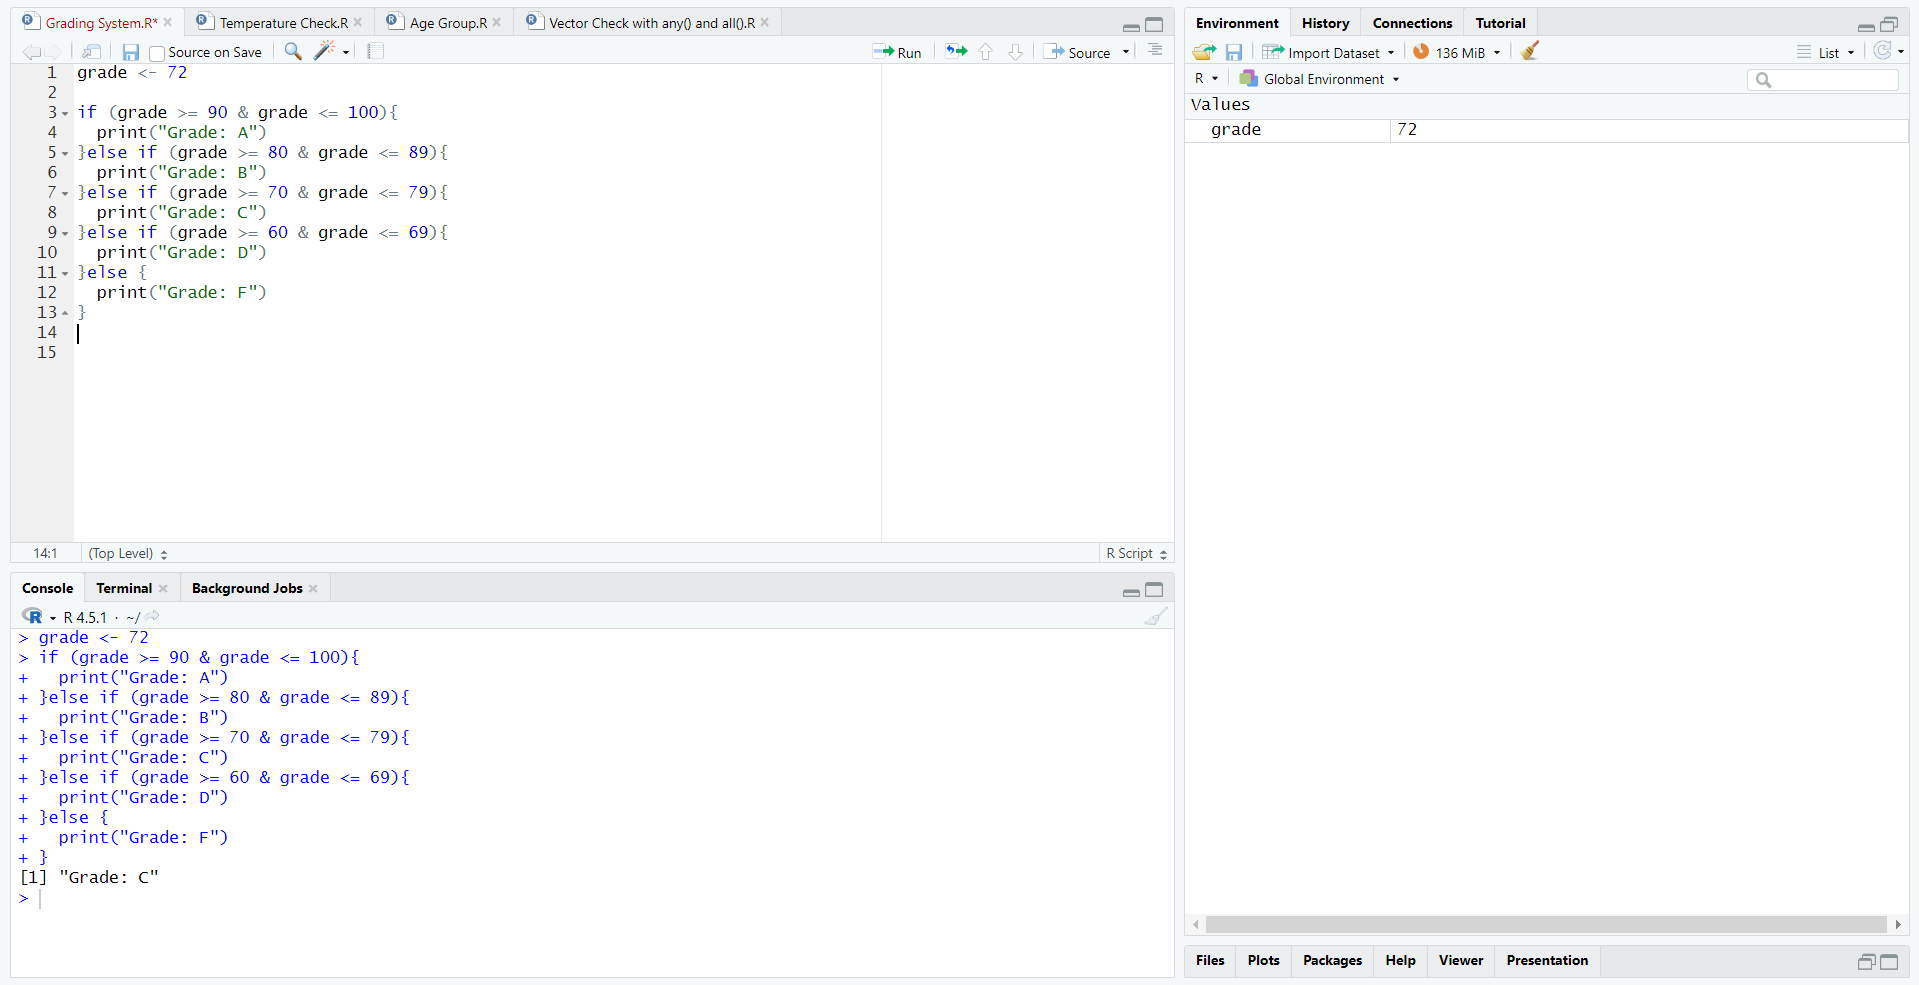 Grading System.R*
Temperature Check.R
Age Group.R
Vector Check with any() and all().R
Source on Save
Run
Source
1 grade <- 72
2
3 if (grade >= 90 & grade <= 100){
4   print("Grade: A")
5 }else if (grade >= 80 & grade <= 89){
6   print("Grade: B")
7 }else if (grade >= 70 & grade <= 79){
8   print("Grade: C")
9 }else if (grade >= 60 & grade <= 69){
10   print("Grade: D")
11 }else {
12   print("Grade: F")
13 }
14
15
14:1 (Top Level) R Script
Console Terminal Background Jobs
R R 4.5.1 · ~/
> grade <- 72
> if (grade >= 90 & grade <= 100){
+   print("Grade: A")
+ }else if (grade >= 80 & grade <= 89){
+   print("Grade: B")
+ }else if (grade >= 70 & grade <= 79){
+   print("Grade: C")
+ }else if (grade >= 60 & grade <= 69){
+   print("Grade: D")
+ }else {
+   print("Grade: F")
+ }
[1] "Grade: C"
>
Environment History Connections Tutorial
Import Dataset 136 MiB List
R Global Environment
Values
grade 72
Files Plots Packages Help Viewer Presentation